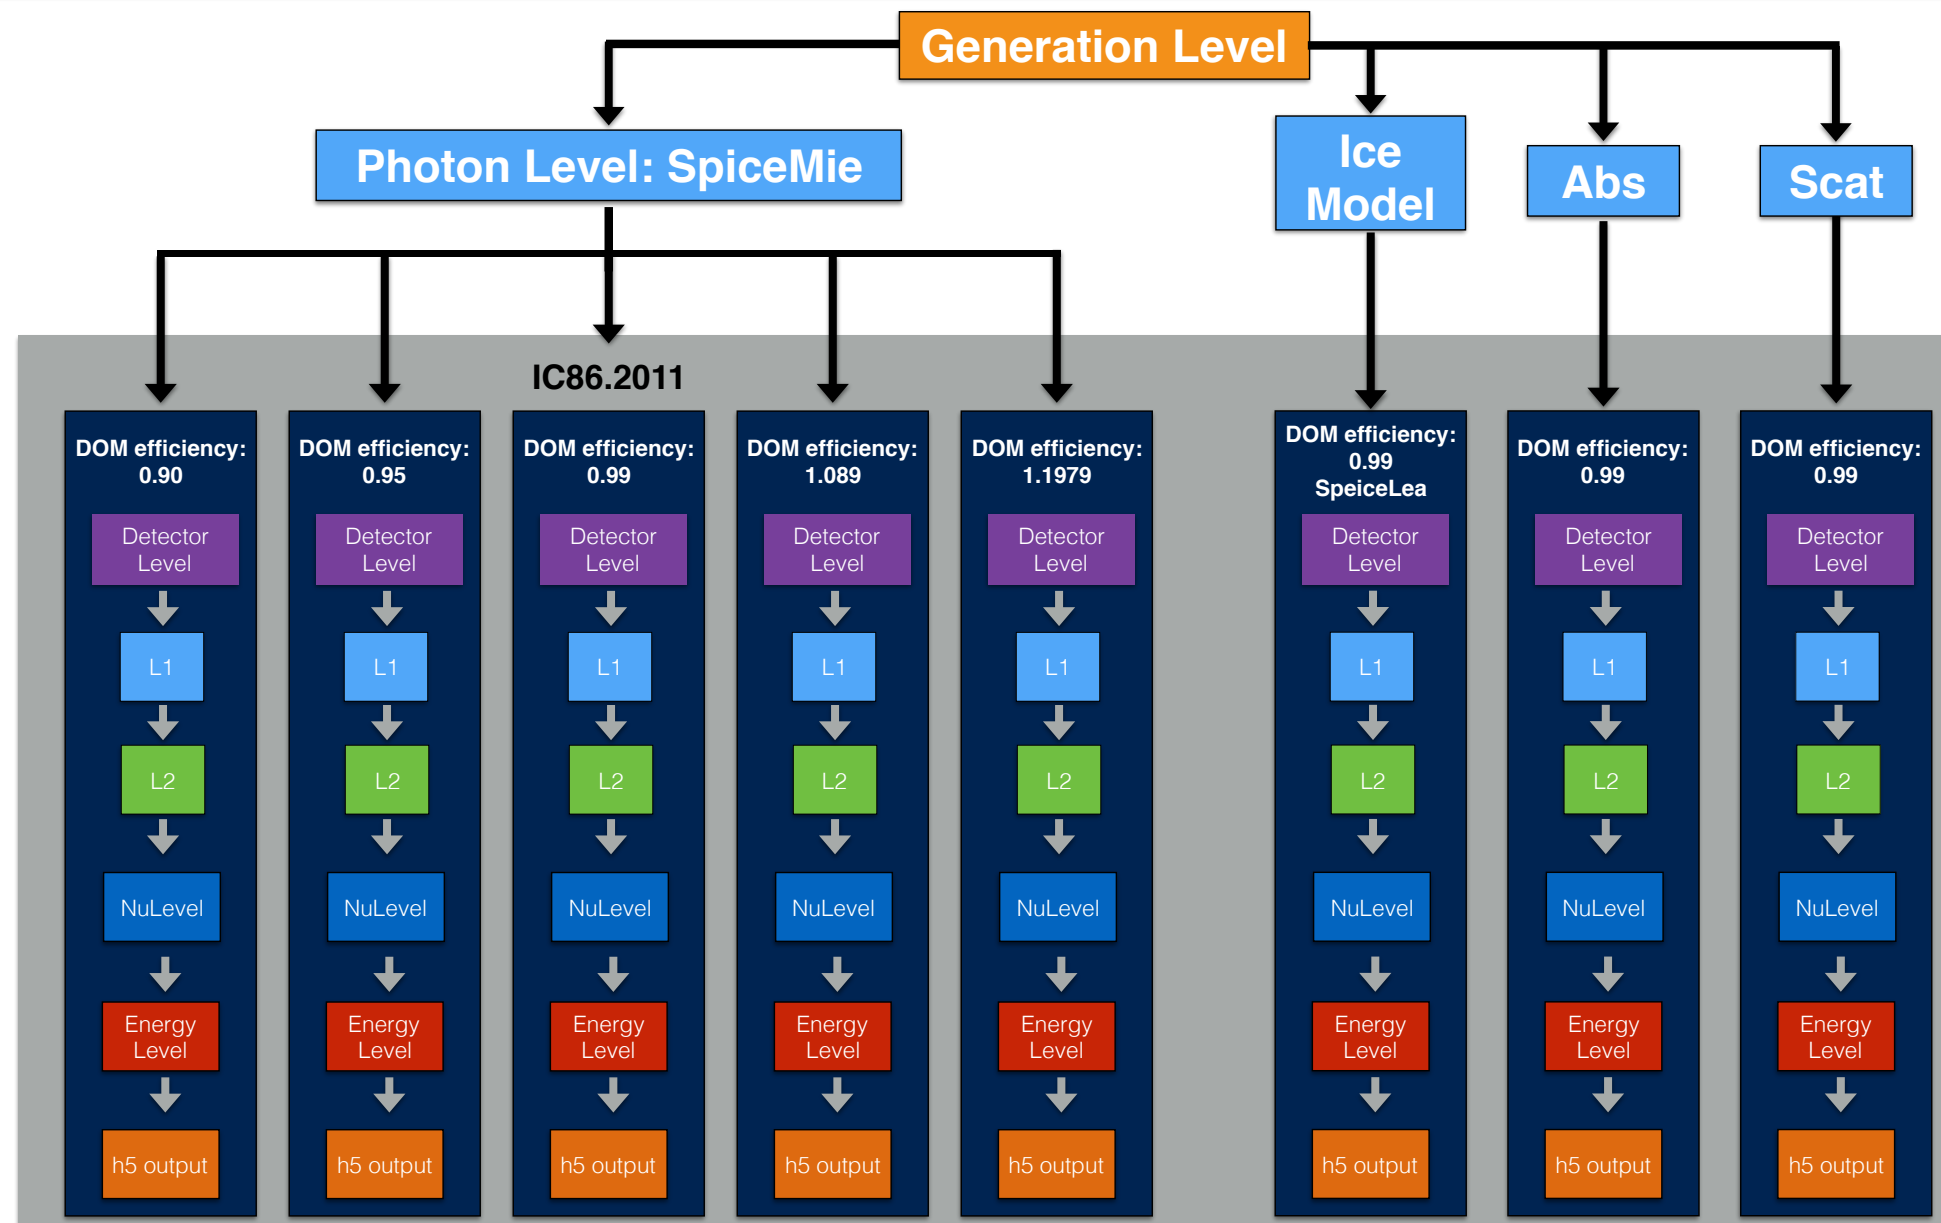 Generation Level
Photon Level: SpiceMie
Ice
Model
Abs
Scat
IC86.2011
DOM efficiency:
0.90
Detector
Level
L1
L2
NuLevel
Energy
Level
h5 output
DOM efficiency:
0.95
Detector
Level
L1
L2
NuLevel
Energy
Level
h5 output
DOM efficiency:
0.99
Detector
Level
L1
L2
NuLevel
Energy
Level
h5 output
DOM efficiency:
1.089
Detector
Level
L1
L2
NuLevel
Energy
Level
h5 output
DOM efficiency:
1.1979
Detector
Level
L1
L2
NuLevel
Energy
Level
h5 output
DOM efficiency:
0.99
SpeiceLea
Detector
Level
L1
L2
NuLevel
Energy
Level
h5 output
DOM efficiency:
0.99
Detector
Level
L1
L2
NuLevel
Energy
Level
h5 output
DOM efficiency:
0.99
Detector
Level
L1
L2
NuLevel
Energy
Level
h5 output